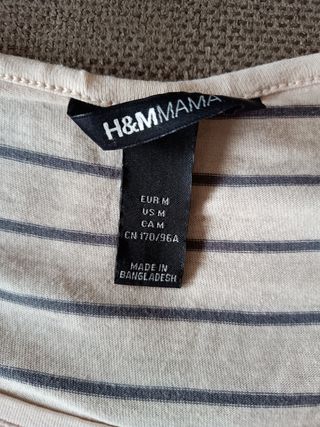 H&MMAMA
EUR M
US M
CA M
CN 170/96A
MADE IN
BANGLADESH